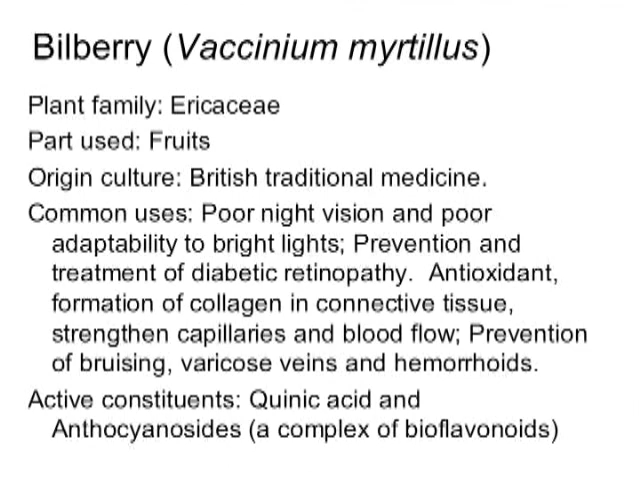 Bilberry (Vaccinium myrtillus)
Plant family: Ericaceae
Part used: Fruits
Origin culture: British traditional medicine.
Common uses: Poor night vision and poor
adaptability to bright lights; Prevention and
treatment of diabetic retinopathy.  Antioxidant,
formation of collagen in connective tissue,
strengthen capillaries and blood flow; Prevention
of bruising, varicose veins and hemorrhoids.
Active constituents: Quinic acid and
Anthocyanosides (a complex of bioflavonoids)